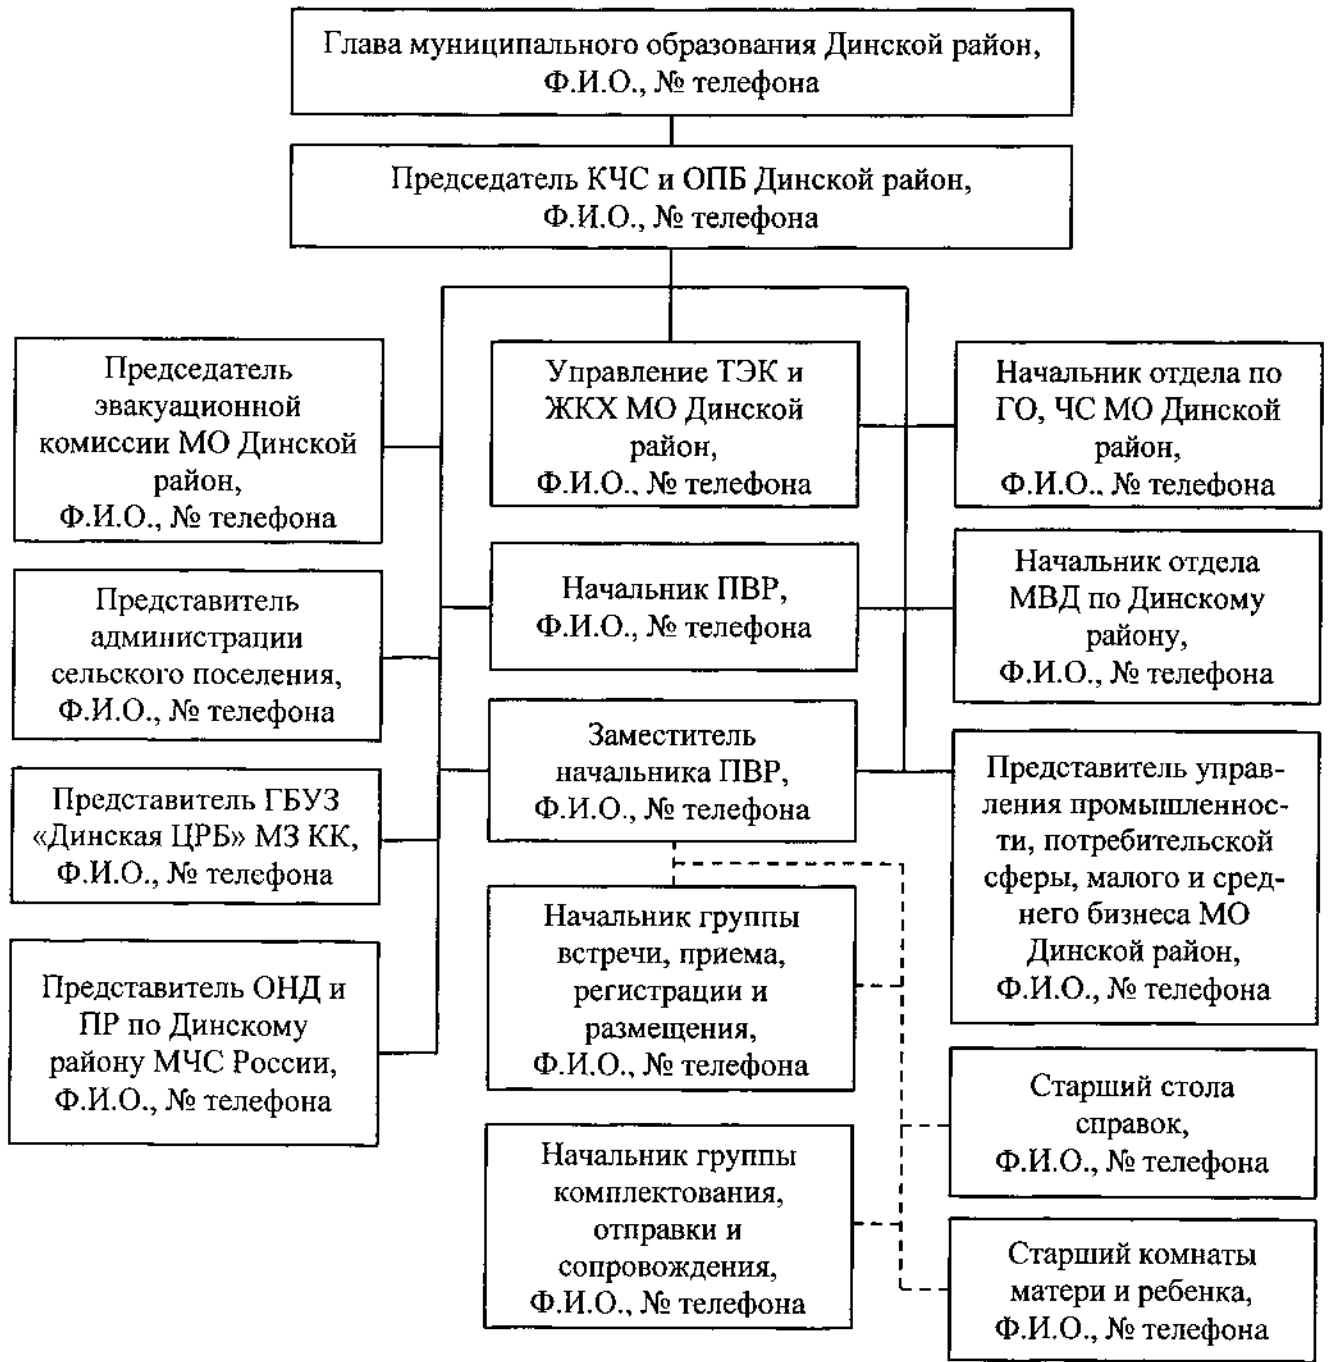 Глава муниципального образования Динской район,
Ф.И.О., № телефона
Председатель КЧС и ОПБ Динской район,
Ф.И.О., № телефона
Председатель
эвакуационной
комиссии МО Динской
район,
Ф.И.О., № телефона
Управление ТЭК и
ЖКХ МО Динской
район,
Ф.И.О., № телефона
Начальник отдела по
ГО, ЧС МО Динской
район,
Ф.И.О., № телефона
Представитель
администрации
сельского поселения,
Ф.И.О., № телефона
Начальник ПВР,
Ф.И.О., № телефона
Начальник отдела
МВД по Динскому
району,
Ф.И.О., № телефона
Представитель ГБУЗ
«Динская ЦРБ» МЗ КК,
Ф.И.О., № телефона
Заместитель
начальника ПВР,
Ф.И.О., № телефона
Представитель управ-
ления промышленнос-
ти, потребительской
сферы, малого и сред-
него бизнеса МО
Динской район,
Ф.И.О., № телефона
Представитель ОНД и
ПР по Динскому
району МЧС России,
Ф.И.О., № телефона
Начальник группы
встречи, приема,
регистрации и
размещения,
Ф.И.О., № телефона
Старший стола
справок,
Ф.И.О., № телефона
Начальник группы
комплектования,
отправки и
сопровождения,
Ф.И.О., № телефона
Старший комнаты
матери и ребенка,
Ф.И.О., № телефона